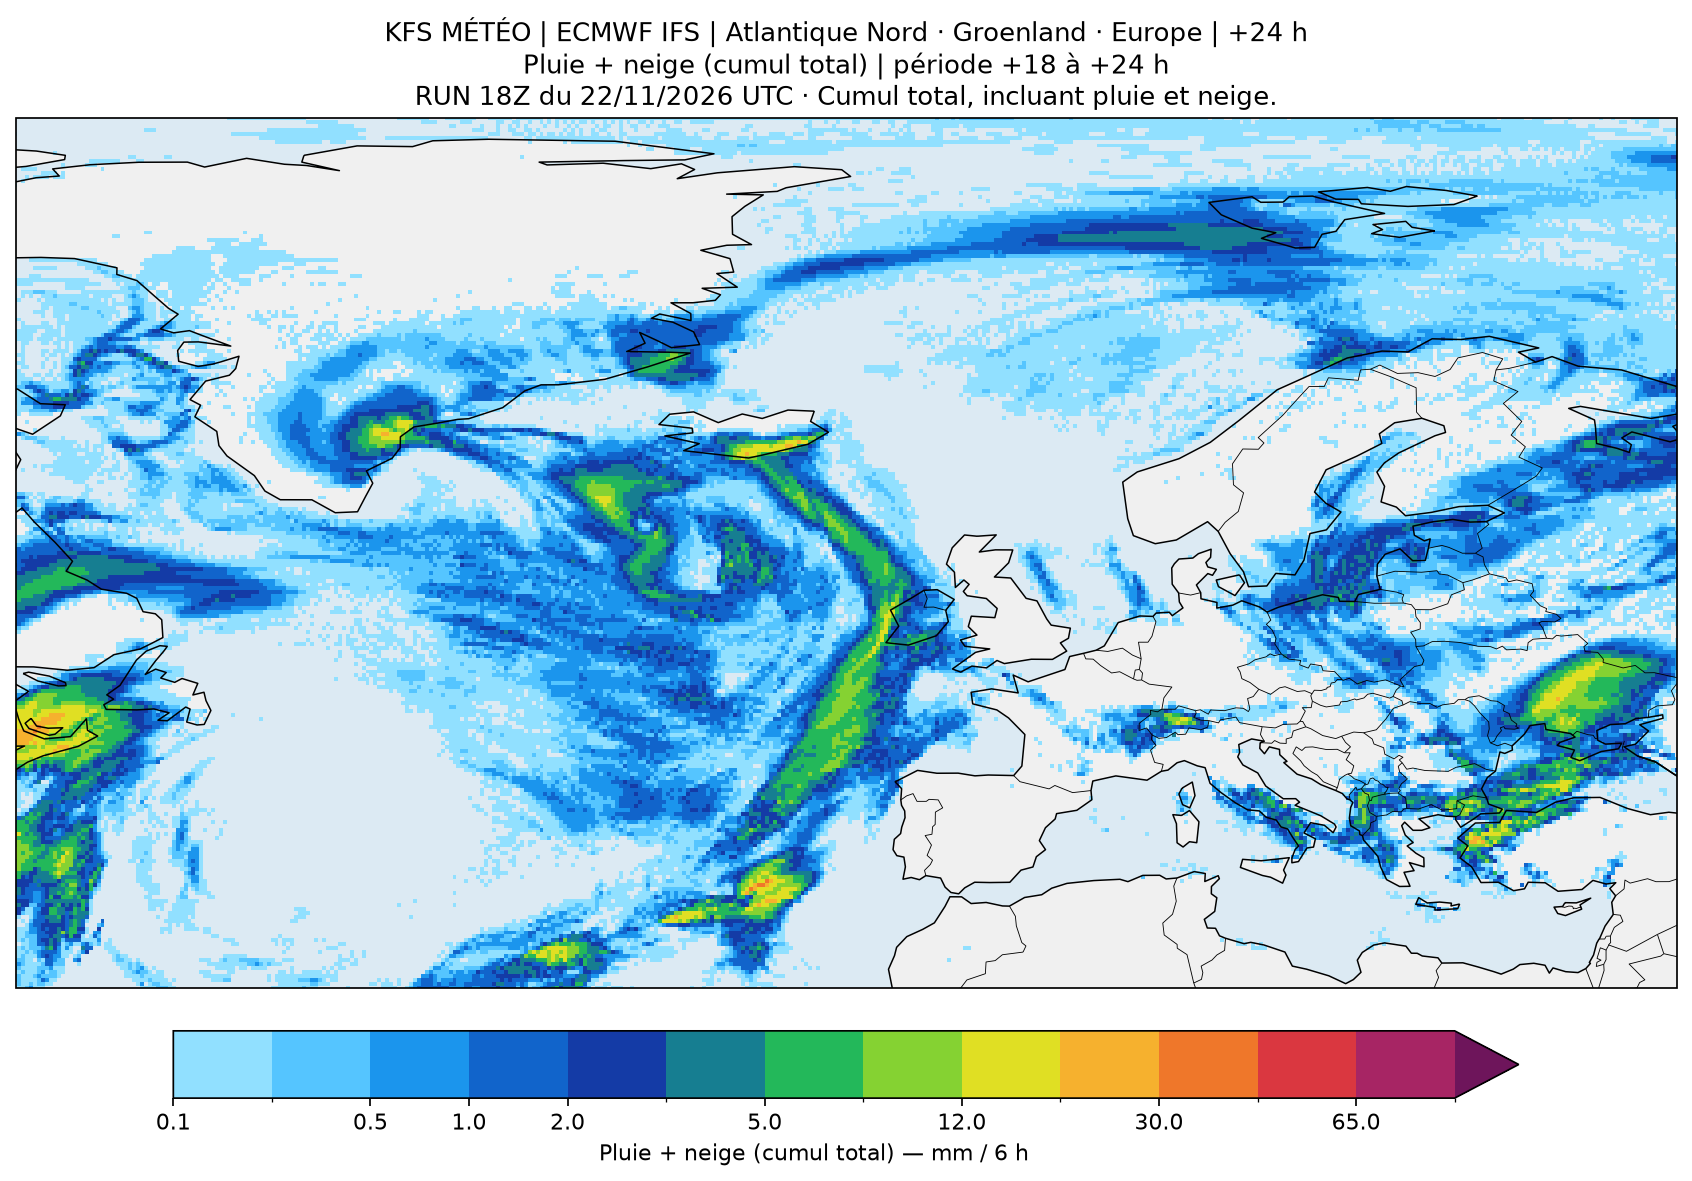 KFS MÉTÉO | ECMWF IFS | Atlantique Nord · Groenland · Europe | +24 h
Pluie + neige (cumul total) | période +18 à +24 h
RUN 18Z du 22/11/2026 UTC · Cumul total, incluant pluie et neige.
0.1 0.5 1.0 2.0 5.0 12.0 30.0 65.0
Pluie + neige (cumul total) — mm / 6 h